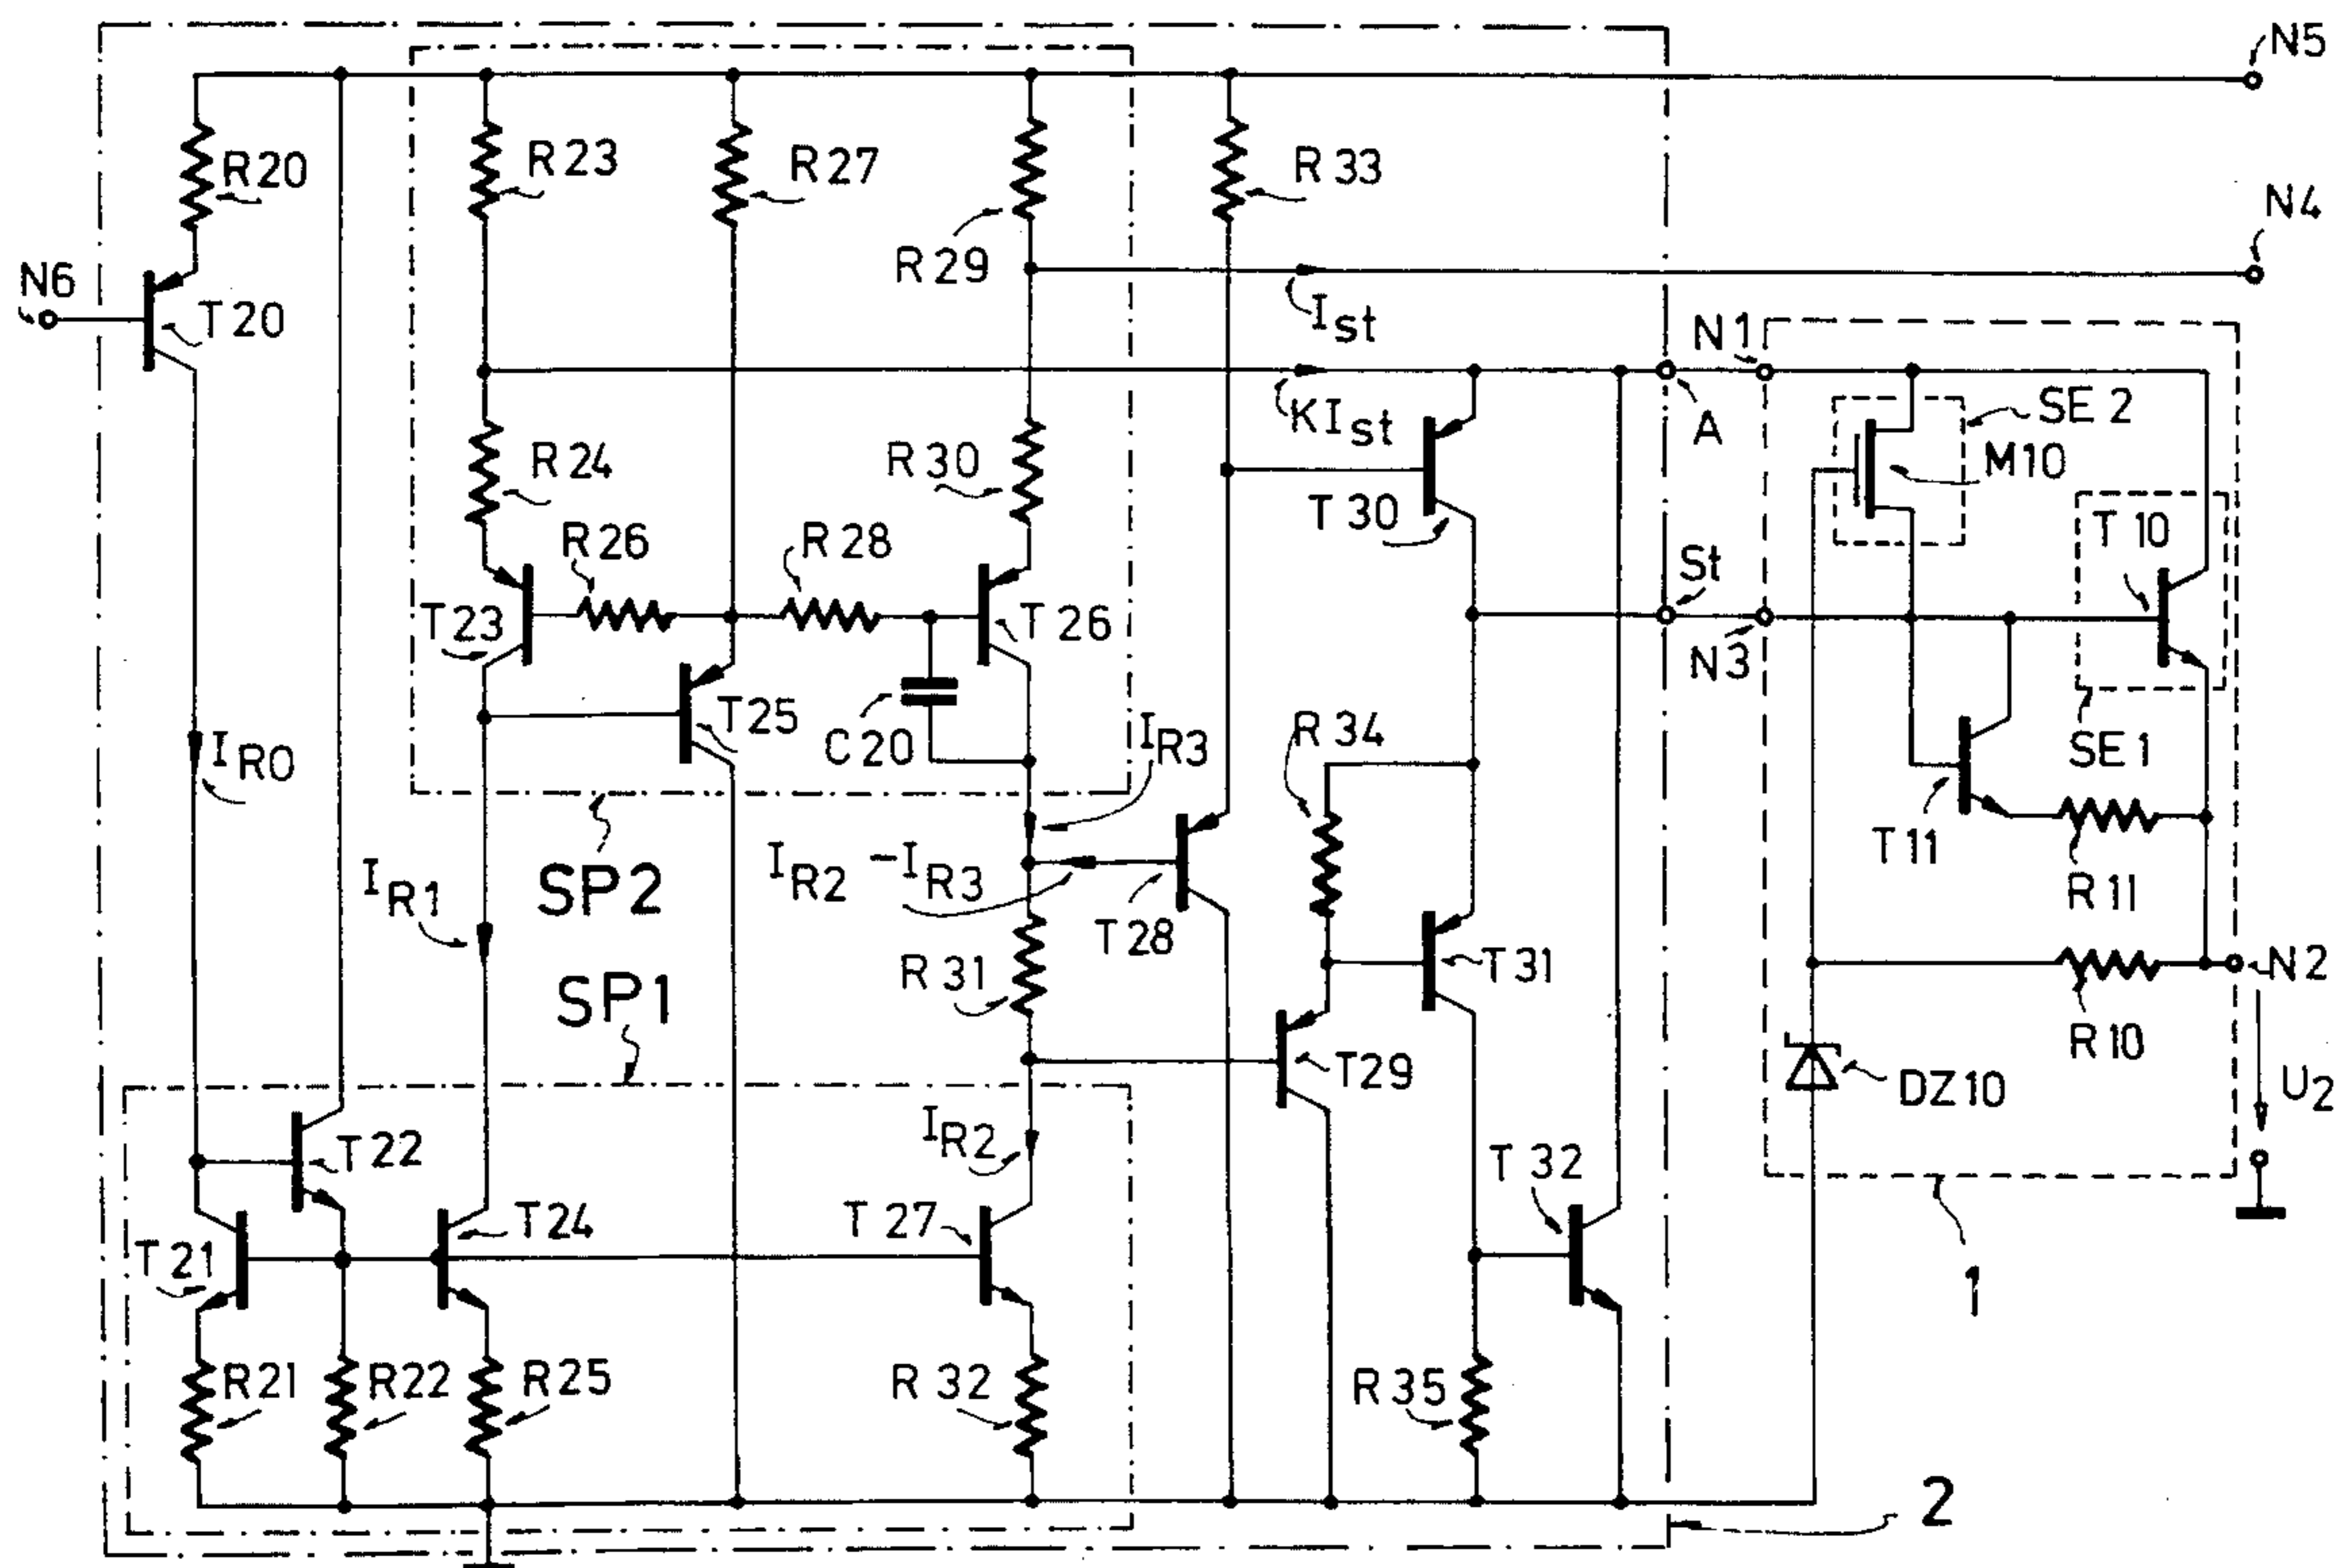 N5
R20
R23
R27
R33
N4
R29
N6
T20
Ist
N1
KIst
A
SE2
M10
R24
R30
T30
T10
R26
R28
St
T23
T26
N3
T25
C20
IR3
R34
SE1
IR0
T11
R11
IR1
SP2
IR2 -IR3
T28
R31
T31
N2
SP1
R10
T29
DZ10
U2
IR2
T22
T32
T24
T27
T21
1
R21
R22
R25
R32
R35
2